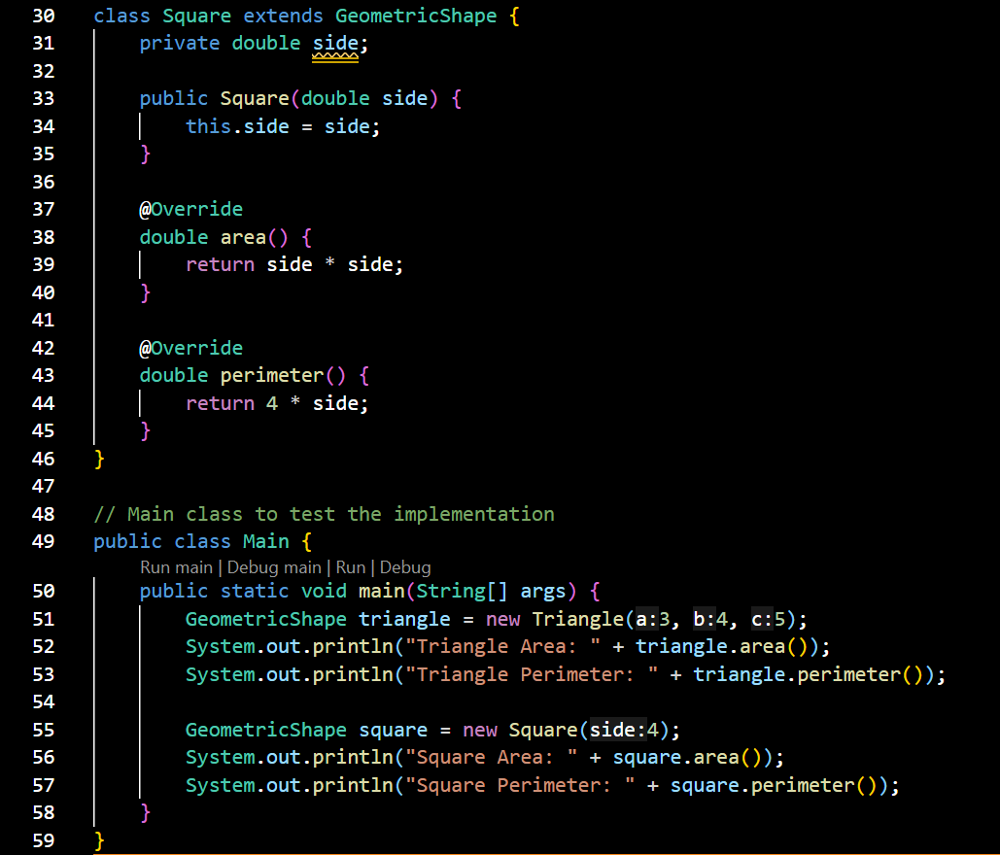 30 class Square extends GeometricShape {
31     private double side;
32
33     public Square(double side) {
34         this.side = side;
35     }
36
37     @Override
38     double area() {
39         return side * side;
40     }
41
42     @Override
43     double perimeter() {
44         return 4 * side;
45     }
46 }
47
48 // Main class to test the implementation
49 public class Main {
Run main | Debug main | Run | Debug
50     public static void main(String[] args) {
51         GeometricShape triangle = new Triangle(a:3, b:4, c:5);
52         System.out.println("Triangle Area: " + triangle.area());
53         System.out.println("Triangle Perimeter: " + triangle.perimeter());
54
55         GeometricShape square = new Square(side:4);
56         System.out.println("Square Area: " + square.area());
57         System.out.println("Square Perimeter: " + square.perimeter());
58     }
59 }